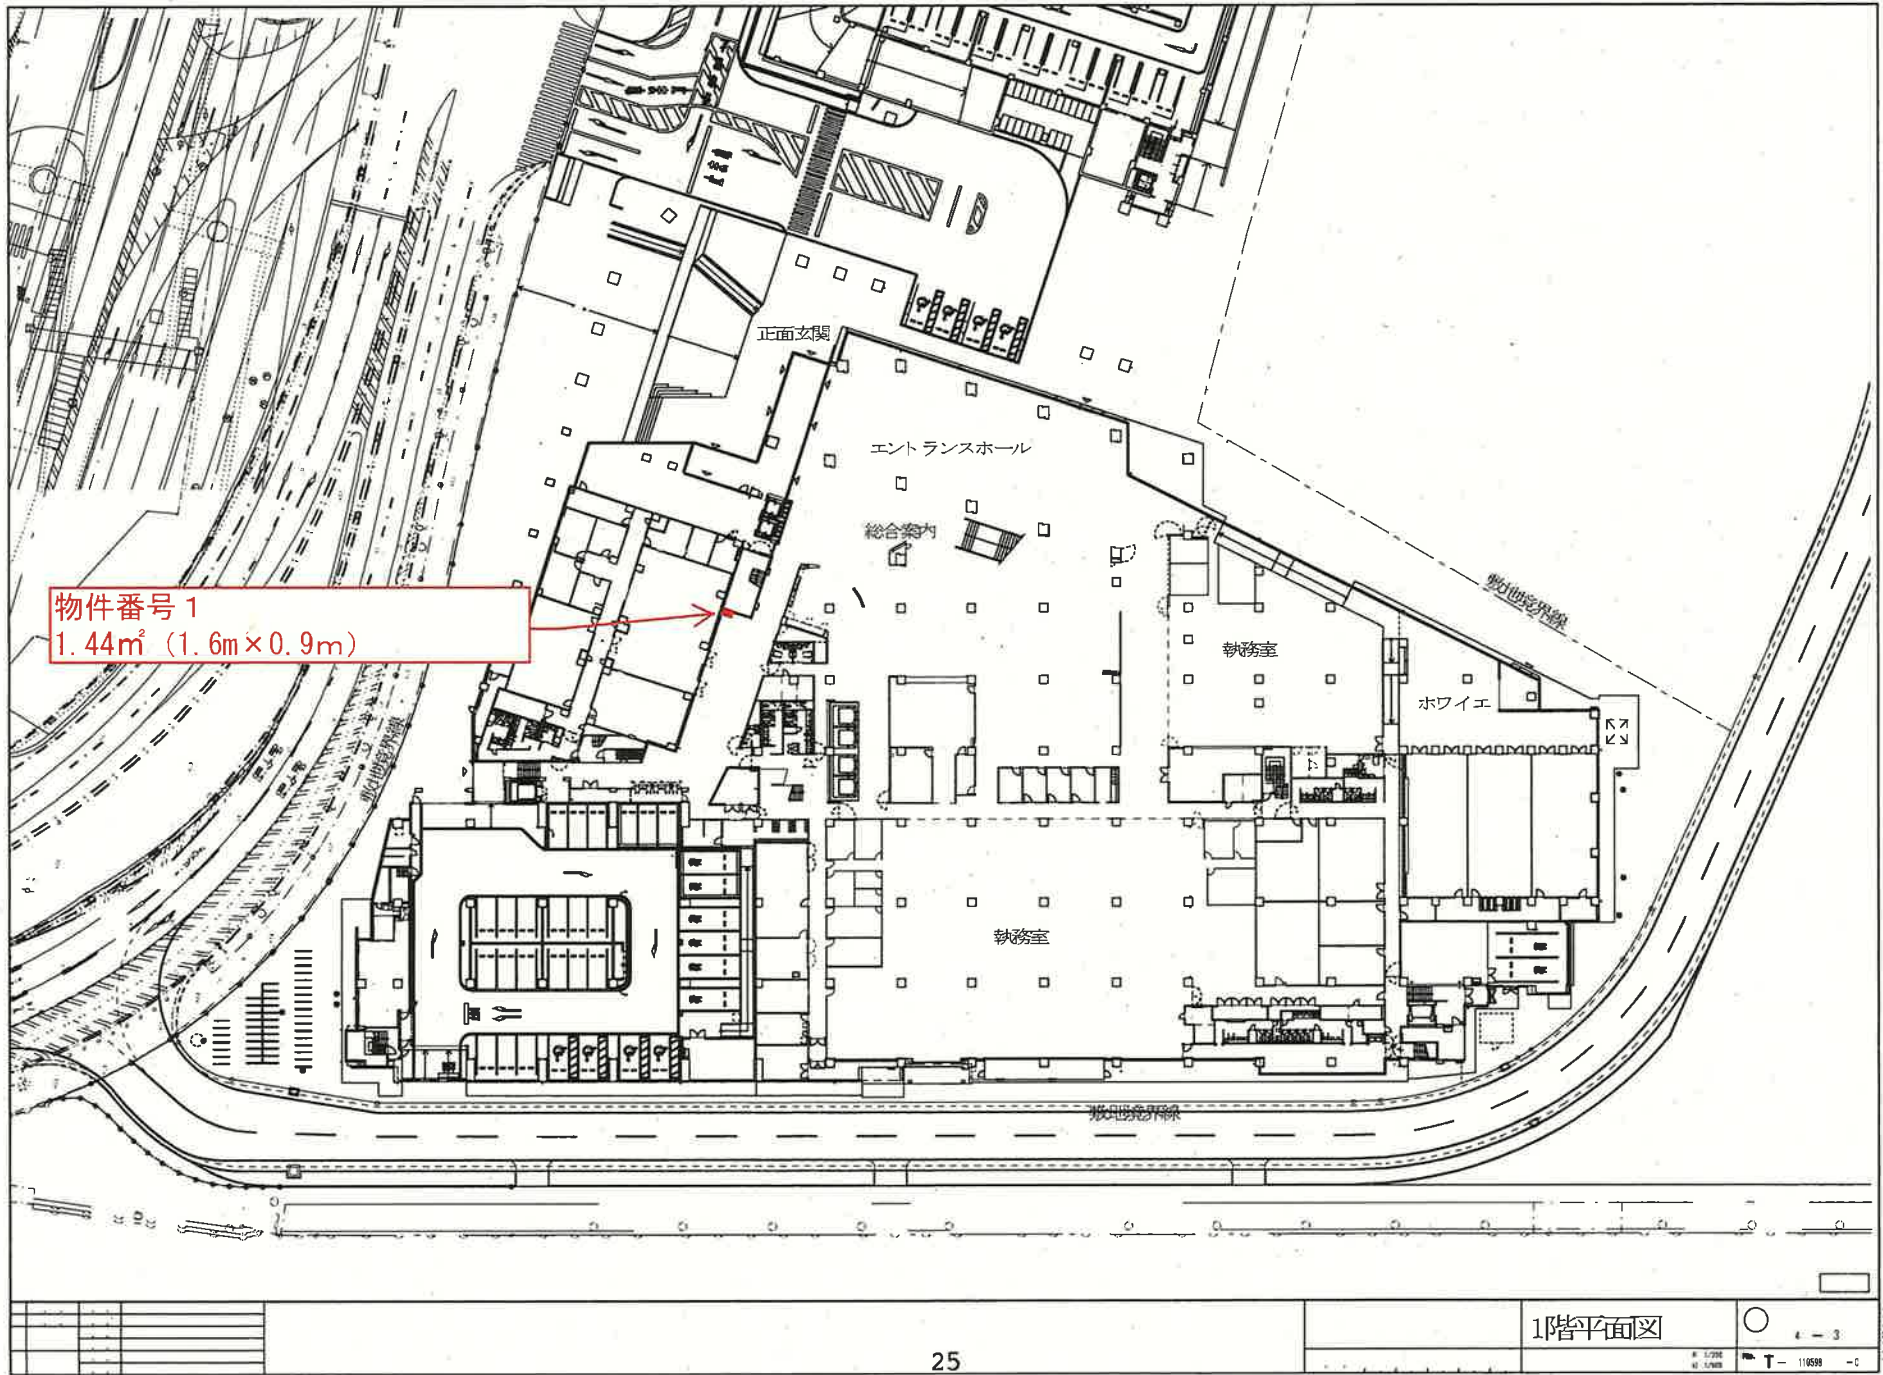 正面玄関
エントランスホール
総合案内
物件番号1
1.44㎡ (1.6m×0.9m)
敷地境界線
執務室
ホワイエ
敷地境界線
執務室
敷地境界線
1階平面図
4 － 3
T－ 110598 －C
25